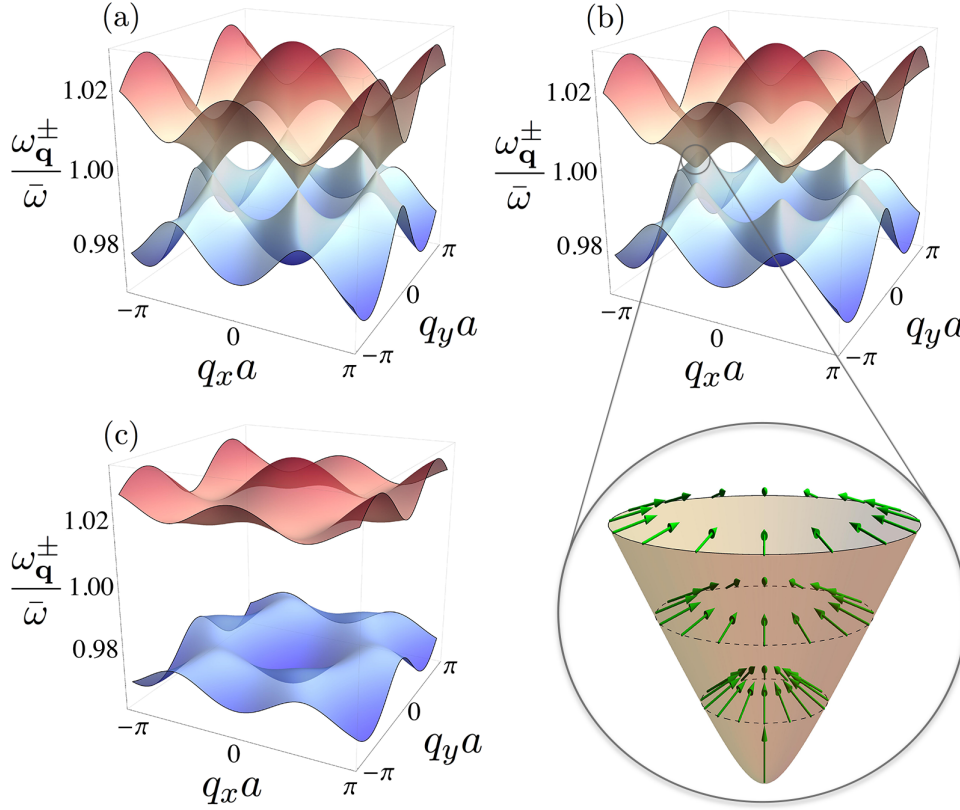 (a)
1.02
1.00
0.98
ω_𝐪^±
ω̄
−π
0
π
q_x a
−π
0
π
q_y a
(b)
1.02
1.00
0.98
ω_𝐪^±
ω̄
−π
0
π
q_x a
−π
0
π
q_y a
(c)
1.02
1.00
0.98
ω_𝐪^±
ω̄
−π
0
π
q_x a
−π
0
π
q_y a